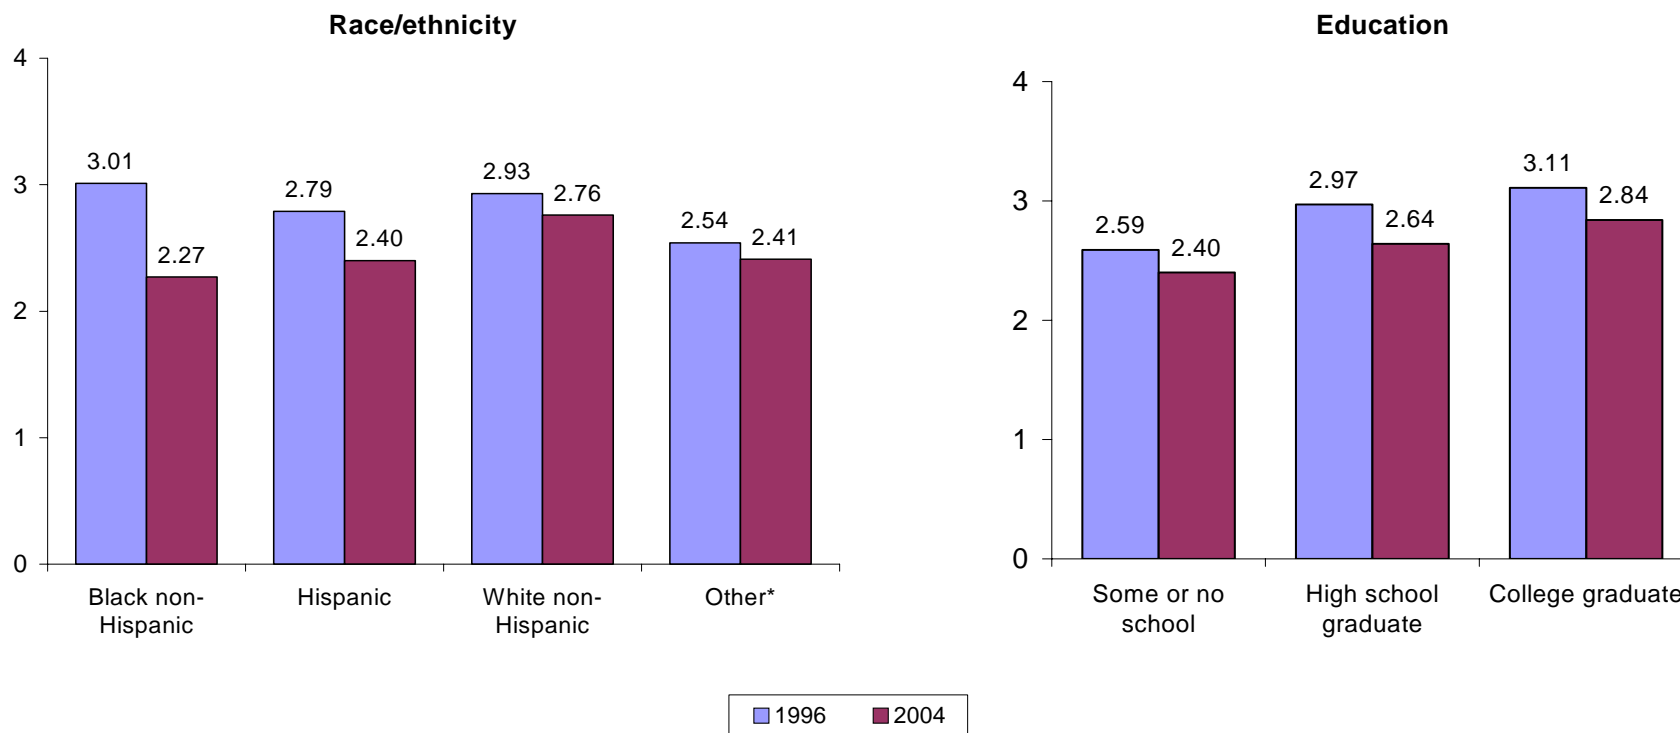 Race/ethnicity
4
3
2
1
0
3.01
2.27
2.79
2.40
2.93
2.76
2.54
2.41
Black non-
Hispanic
Hispanic
White non-
Hispanic
Other*
Education
4
3
2
1
0
2.59
2.40
2.97
2.64
3.11
2.84
Some or no
school
High school
graduate
College graduate
1996
2004